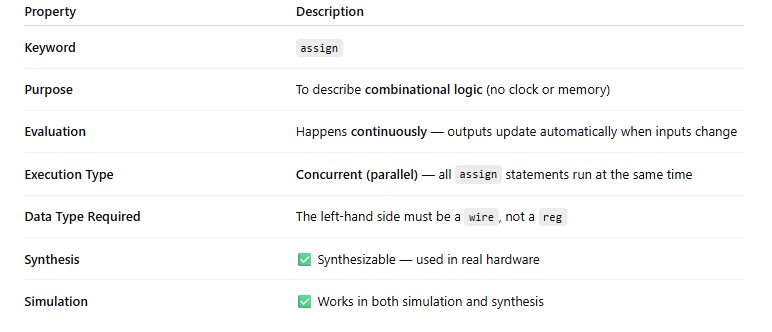 Property Description
Keyword assign
Purpose To describe combinational logic (no clock or memory)
Evaluation Happens continuously — outputs update automatically when inputs change
Execution Type Concurrent (parallel) — all assign statements run at the same time
Data Type Required The left-hand side must be a wire, not a reg
Synthesis ✅ Synthesizable — used in real hardware
Simulation ✅ Works in both simulation and synthesis